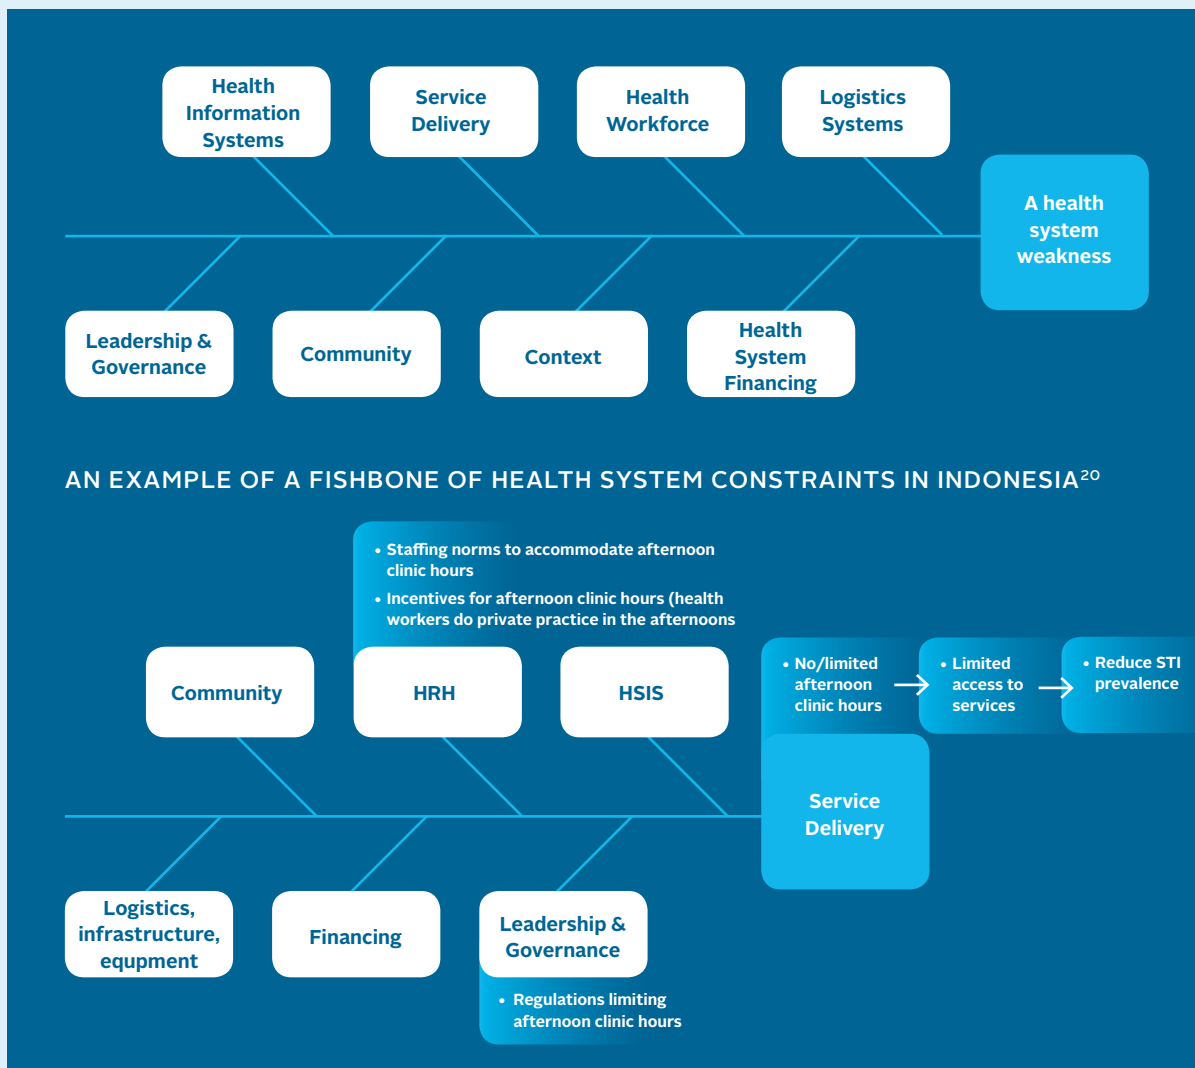 Health
Information
Systems
Service
Delivery
Health
Workforce
Logistics
Systems
A health
system
weakness
Leadership &
Governance
Community
Context
Health
System
Financing
AN EXAMPLE OF A FISHBONE OF HEALTH SYSTEM CONSTRAINTS IN INDONESIA²⁰
• Staffing norms to accommodate afternoon
clinic hours
• Incentives for afternoon clinic hours (health
workers do private practice in the afternoons
Community
HRH
HSIS
• No/limited
afternoon
clinic hours
• Limited
access to
services
• Reduce STI
prevalence
Service
Delivery
Logistics,
infrastructure,
equpment
Financing
Leadership &
Governance
• Regulations limiting
afternoon clinic hours